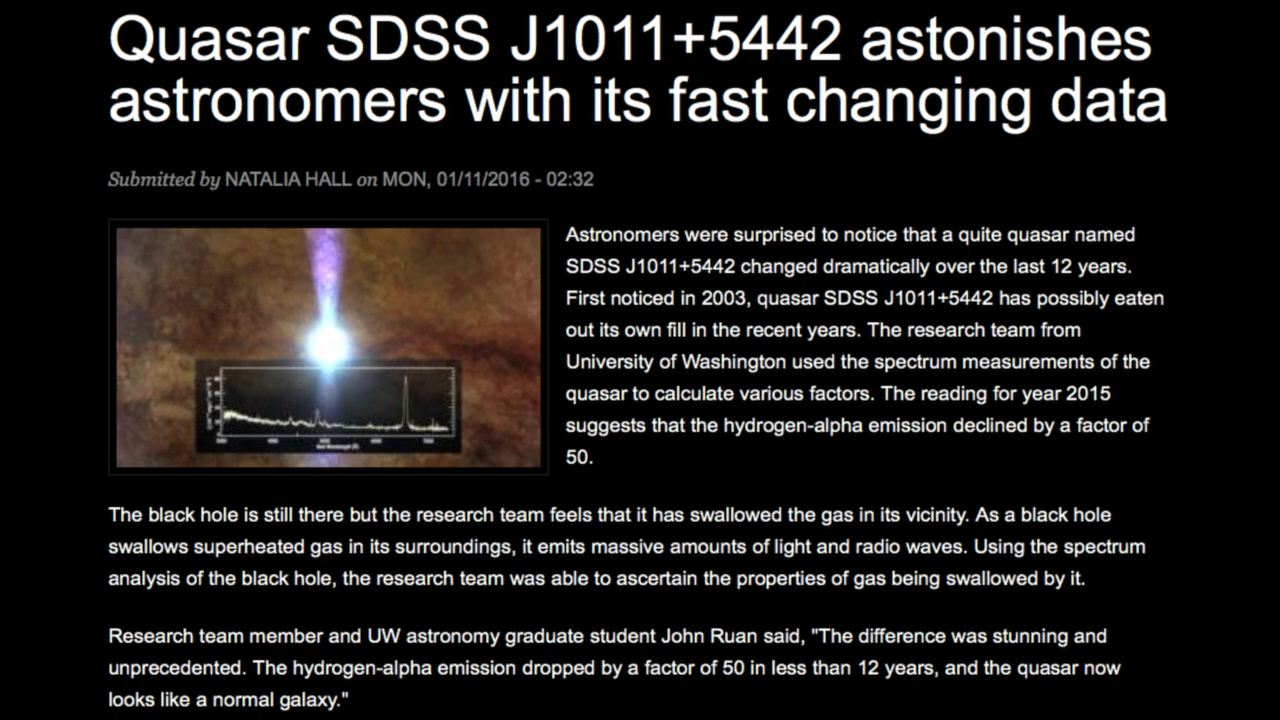 Quasar SDSS J1011+5442 astonishes
astronomers with its fast changing data
Submitted by NATALIA HALL on MON, 01/11/2016 - 02:32
Astronomers were surprised to notice that a quite quasar named
SDSS J1011+5442 changed dramatically over the last 12 years.
First noticed in 2003, quasar SDSS J1011+5442 has possibly eaten
out its own fill in the recent years. The research team from
University of Washington used the spectrum measurements of the
quasar to calculate various factors. The reading for year 2015
suggests that the hydrogen-alpha emission declined by a factor of
50.
The black hole is still there but the research team feels that it has swallowed the gas in its vicinity. As a black hole
swallows superheated gas in its surroundings, it emits massive amounts of light and radio waves. Using the spectrum
analysis of the black hole, the research team was able to ascertain the properties of gas being swallowed by it.
Research team member and UW astronomy graduate student John Ruan said, "The difference was stunning and
unprecedented. The hydrogen-alpha emission dropped by a factor of 50 in less than 12 years, and the quasar now
looks like a normal galaxy."